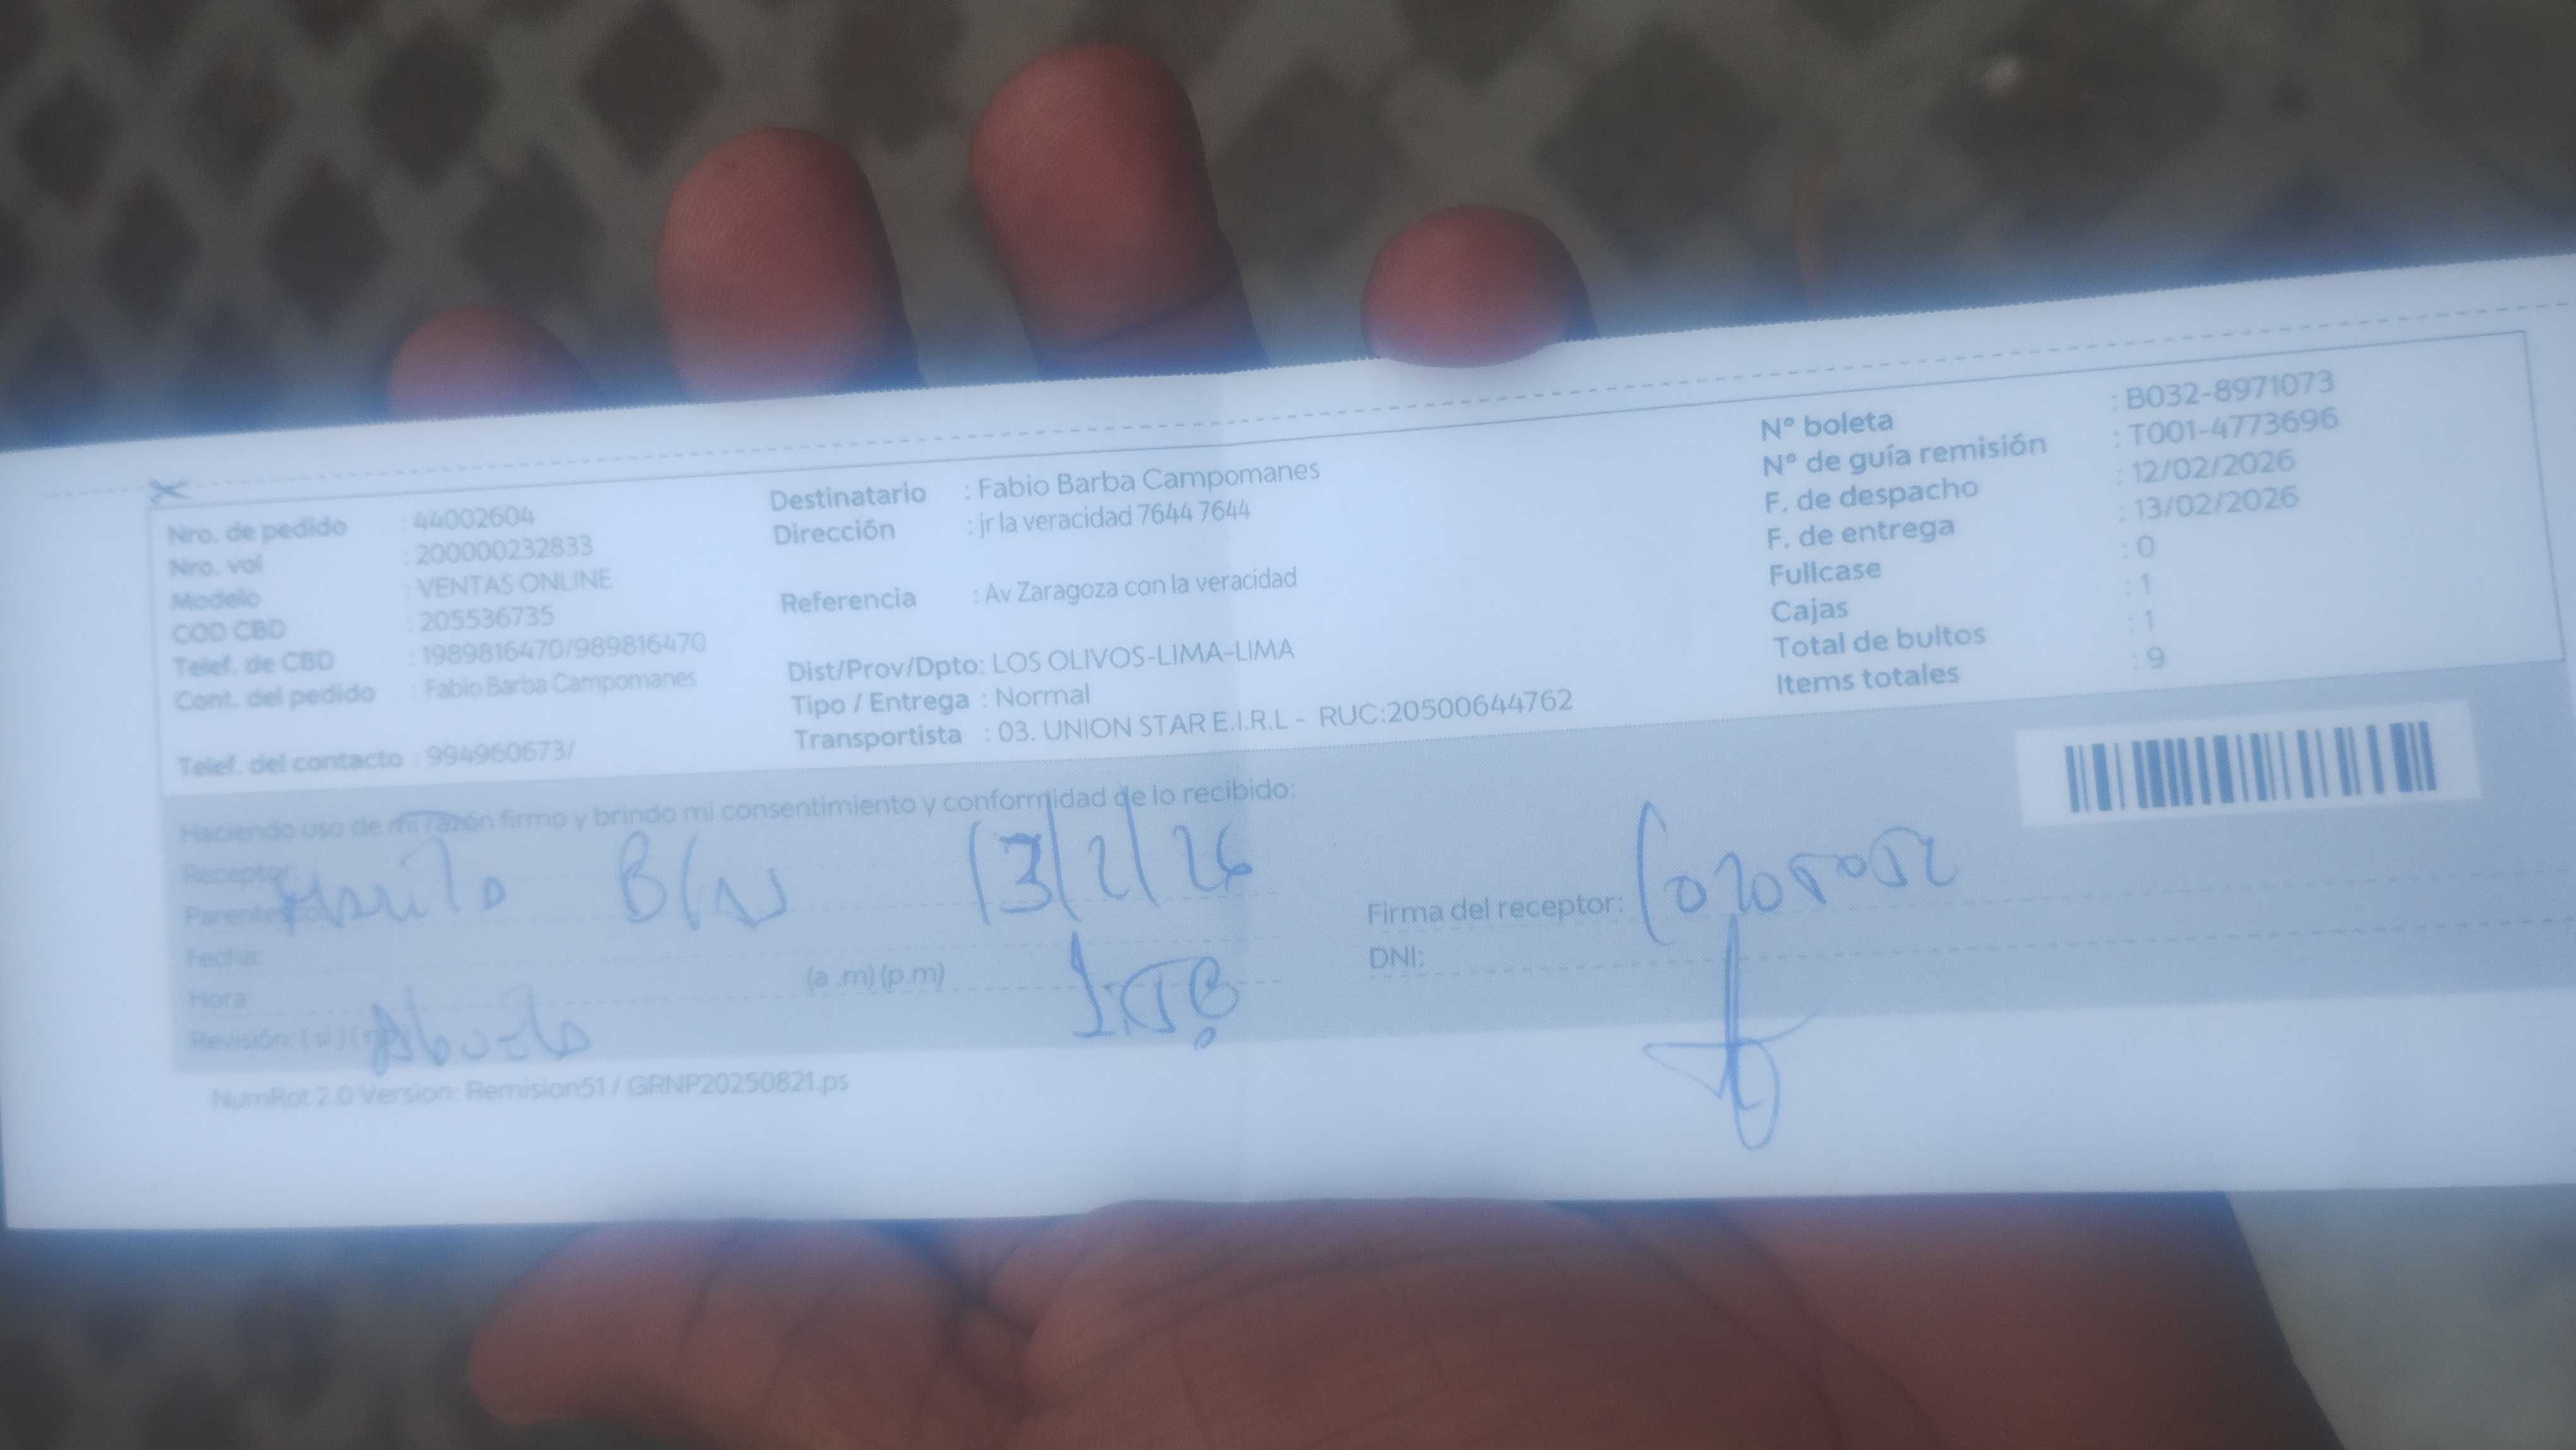 Nro. de pedido : 44002604
Nro. val : 200000232833
Modelo : VENTAS ONLINE
COD CBD : 205536735
Telef. de CBD : 1989816470/989816470
Cont. del pedido : Fabio Barba Campomanes
Telef. del contacto : 994960673/
Destinatario : Fabio Barba Campomanes
Dirección : jr la veracidad 7644 7644
Referencia : Av Zaragoza con la veracidad
Dist/Prov/Dpto: LOS OLIVOS-LIMA-LIMA
Tipo / Entrega : Normal
Transportista : 03. UNION STAR E.I.R.L - RUC:20500644762
N° boleta : B032-8971073
N° de guía remisión : T001-4773696
F. de despacho : 12/02/2026
F. de entrega : 13/02/2026
Fullcase : 0
Cajas : 1
Total de bultos : 1
Items totales : 9
Haciendo uso de mi razón firmo y brindo mi consentimiento y conformidad de lo recibido:
Receptor:
13/2/26
Fecha:
Hora (a .m) (p.m)
Revisión: ( si ) (
Abuelo
Firma del receptor:
DNI:
NumRot 2.0 Version: Remision51 / GRNP20250821.ps